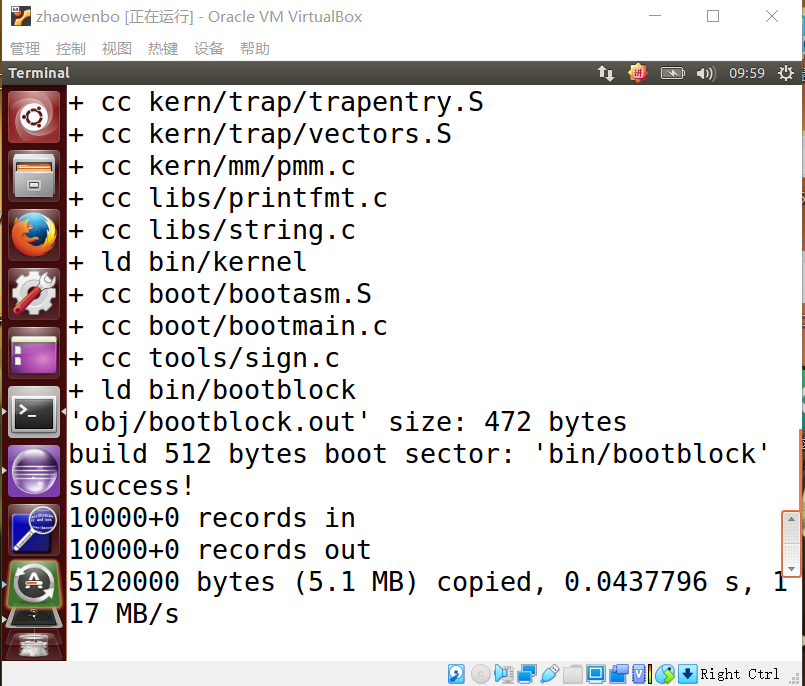 zhaowenbo [正在运行] - Oracle VM VirtualBox
管理 控制 视图 热键 设备 帮助
Terminal 拼 09:59
+ cc kern/trap/trapentry.S
+ cc kern/trap/vectors.S
+ cc kern/mm/pmm.c
+ cc libs/printfmt.c
+ cc libs/string.c
+ ld bin/kernel
+ cc boot/bootasm.S
+ cc boot/bootmain.c
+ cc tools/sign.c
+ ld bin/bootblock
'obj/bootblock.out' size: 472 bytes
build 512 bytes boot sector: 'bin/bootblock'
success!
10000+0 records in
10000+0 records out
5120000 bytes (5.1 MB) copied, 0.0437796 s, 1
17 MB/s
Right Ctrl